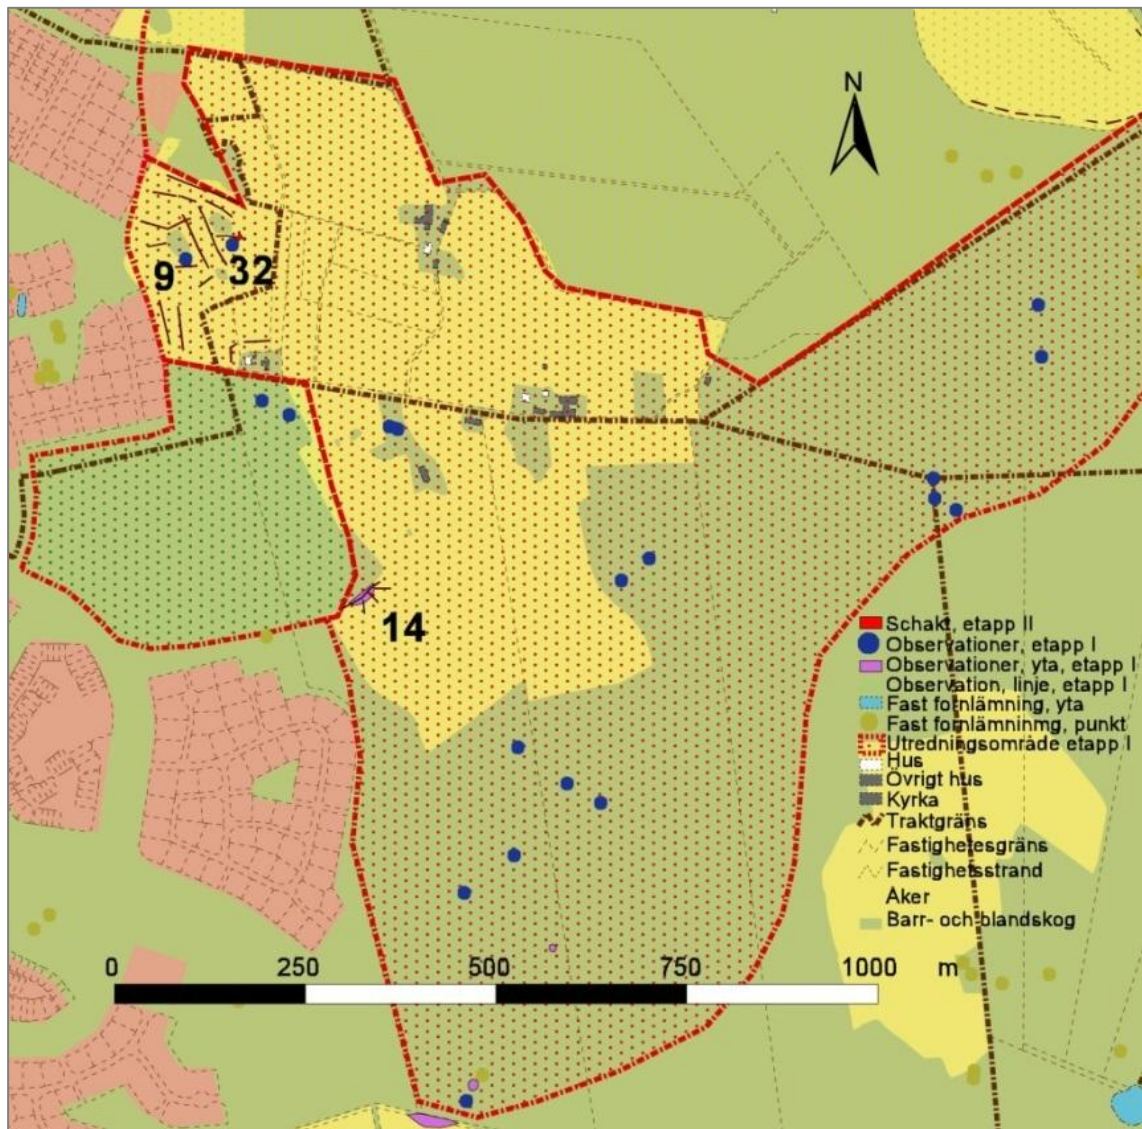 N
9
32
14
Schakt, etapp II
Observationer, etapp I
Observationer, yta, etapp I
Observation, linje, etapp I
Fast fornlämning, yta
Fast fornlämninmg, punkt
Utredningsområde etapp I
Hus
Övrigt hus
Kyrka
Traktgräns
Fastighetesgräns
Fastighetsstrand
Åker
Barr- och blandskog
0 250 500 750 1000 m